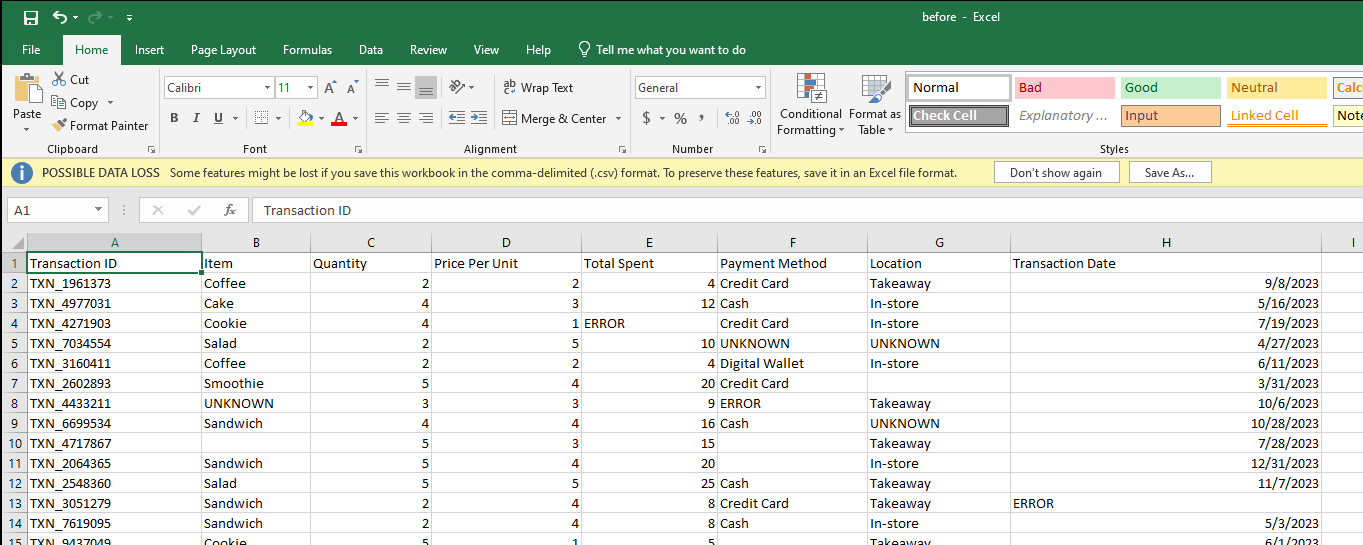 before - Excel
File Home Insert Page Layout Formulas Data Review View Help Tell me what you want to do
Paste Cut Copy Format Painter Clipboard
Calibri 11 A A B I U A Font
ab Wrap Text Merge & Center Alignment
General $ % , .00 .0 Number
Conditional Formatting Format as Table
Normal Bad Good Neutral
Check Cell Explanatory ... Input Linked Cell
Styles
POSSIBLE DATA LOSS Some features might be lost if you save this workbook in the comma-delimited (.csv) format. To preserve these features, save it in an Excel file format. Don't show again Save As...
A1 fx Transaction ID
A B C D E F G H I
1 Transaction ID Item Quantity Price Per Unit Total Spent Payment Method Location Transaction Date
2 TXN_1961373 Coffee 2 2 4 Credit Card Takeaway 9/8/2023
3 TXN_4977031 Cake 4 3 12 Cash In-store 5/16/2023
4 TXN_4271903 Cookie 4 1 ERROR Credit Card In-store 7/19/2023
5 TXN_7034554 Salad 2 5 10 UNKNOWN UNKNOWN 4/27/2023
6 TXN_3160411 Coffee 2 2 4 Digital Wallet In-store 6/11/2023
7 TXN_2602893 Smoothie 5 4 20 Credit Card 3/31/2023
8 TXN_4433211 UNKNOWN 3 3 9 ERROR Takeaway 10/6/2023
9 TXN_6699534 Sandwich 4 4 16 Cash UNKNOWN 10/28/2023
10 TXN_4717867 5 3 15 Takeaway 7/28/2023
11 TXN_2064365 Sandwich 5 4 20 In-store 12/31/2023
12 TXN_2548360 Salad 5 5 25 Cash Takeaway 11/7/2023
13 TXN_3051279 Sandwich 2 4 8 Credit Card Takeaway ERROR
14 TXN_7619095 Sandwich 2 4 8 Cash In-store 5/3/2023
15 TXN_9437049 Cookie 5 1 5 Takeaway 6/1/2023